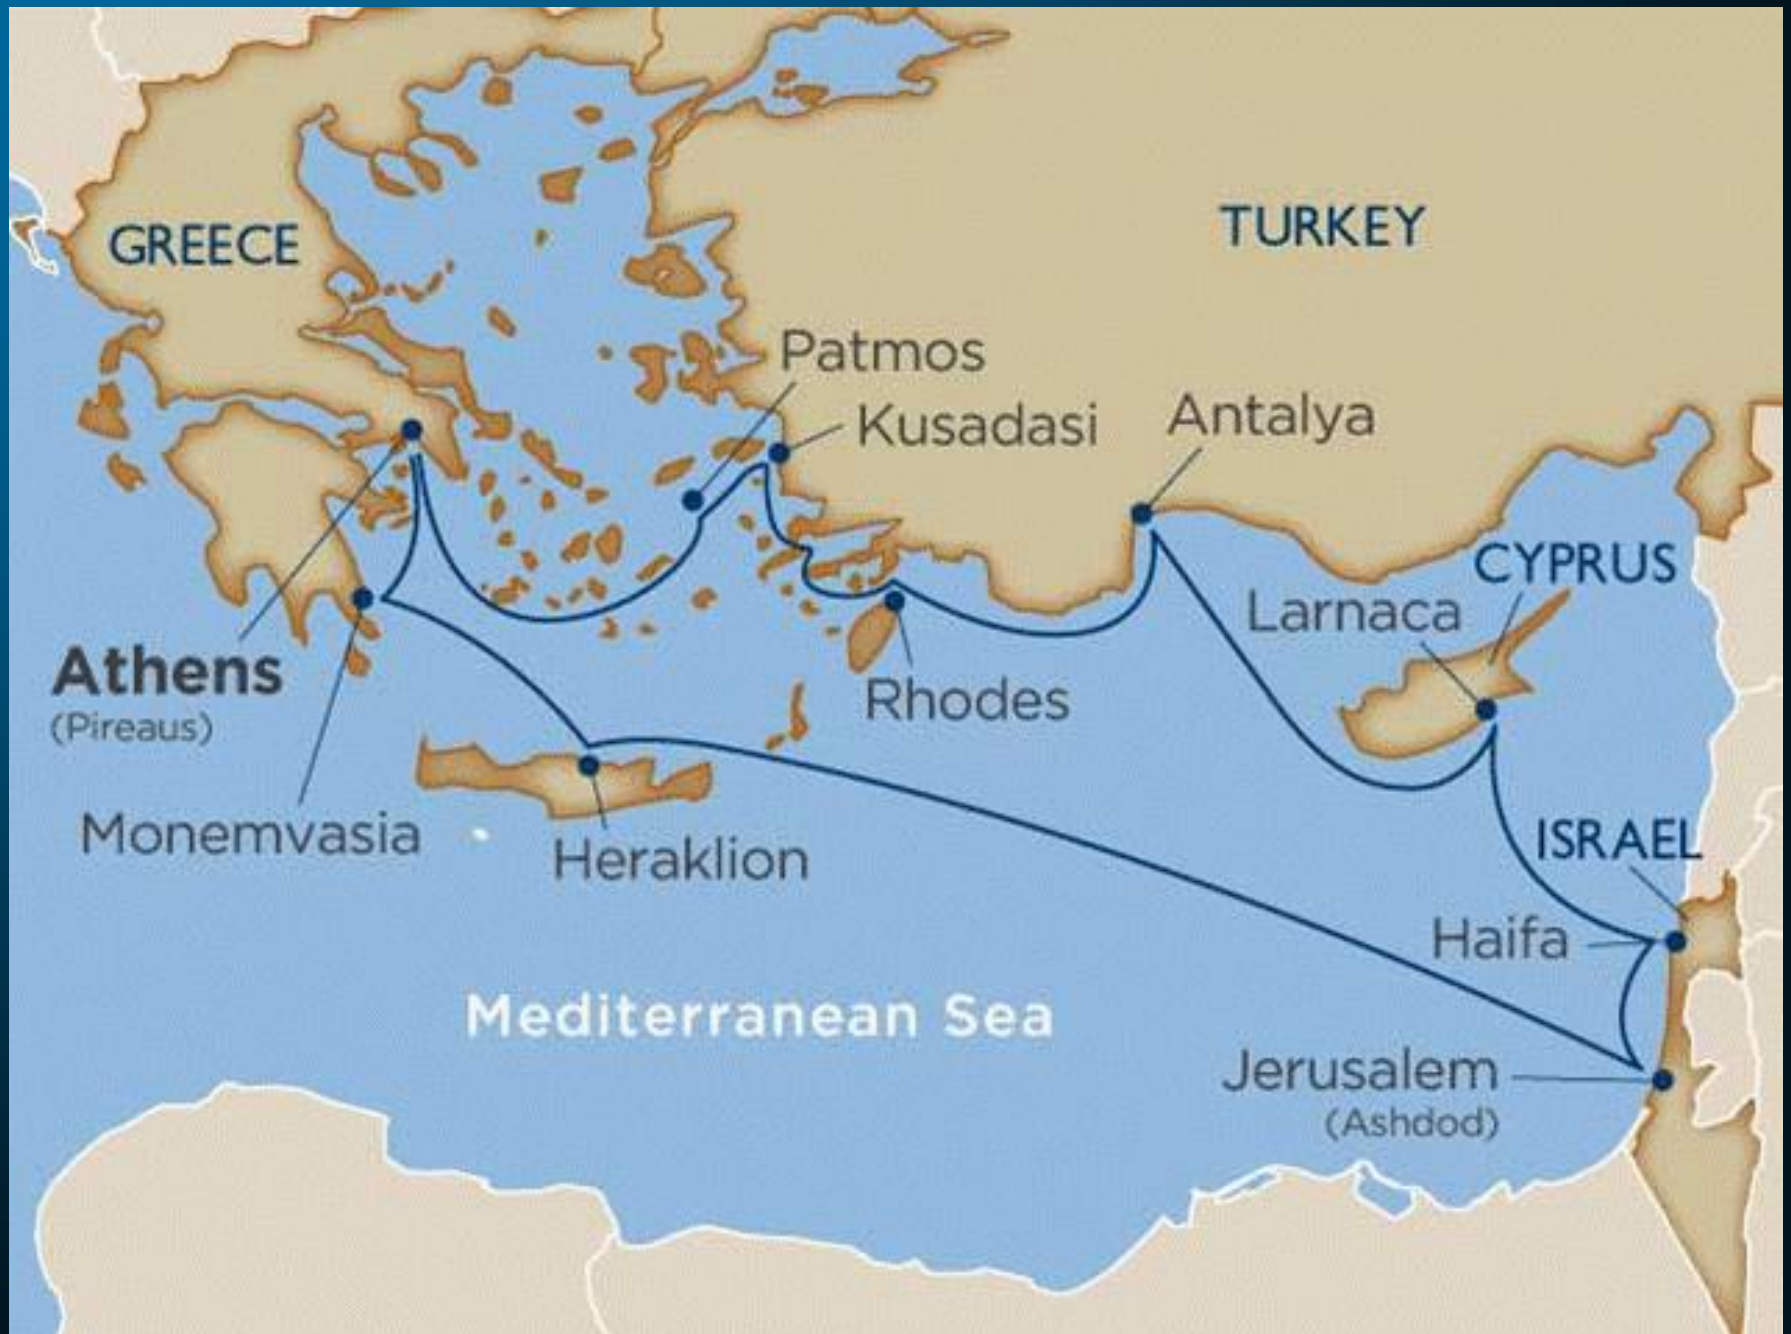 GREECE
TURKEY
Patmos
Kusadasi
Antalya
CYPRUS
Larnaca
Athens
(Pireaus)
Rhodes
Monemvasia
Heraklion
ISRAEL
Haifa
Mediterranean Sea
Jerusalem
(Ashdod)